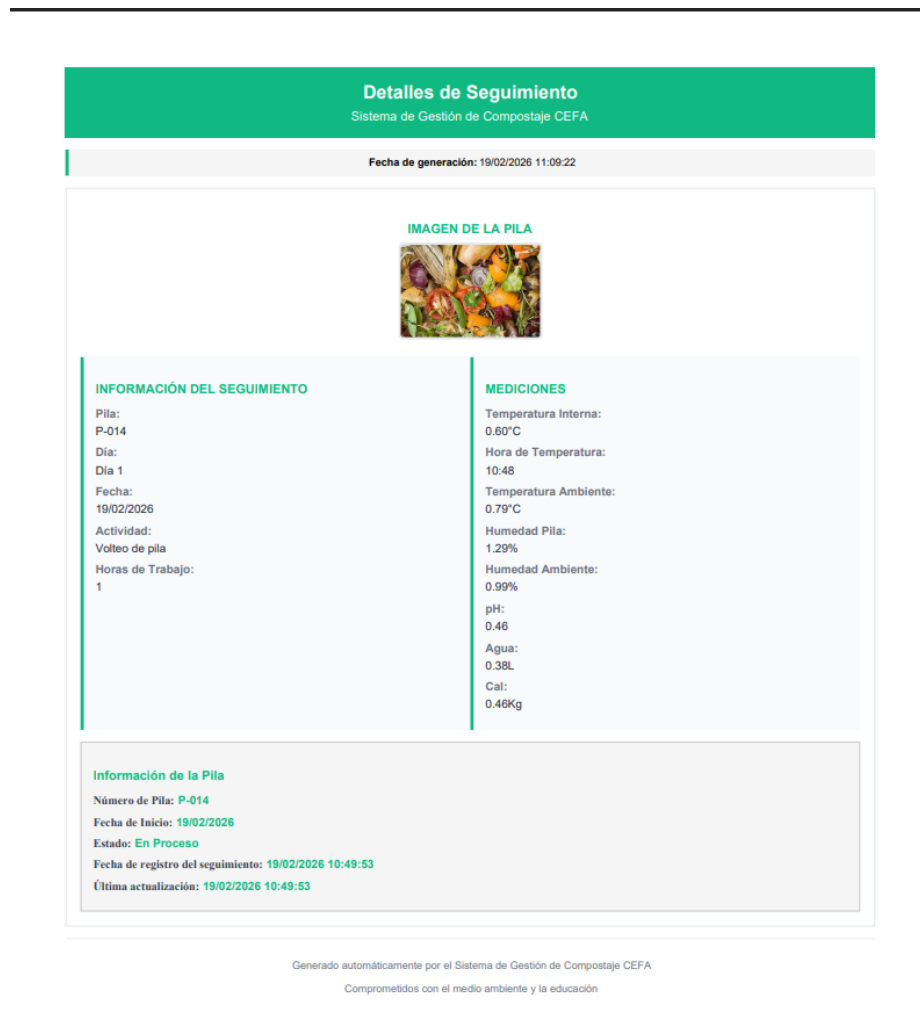 Detalles de Seguimiento
Sistema de Gestión de Compostaje CEFA
Fecha de generación: 19/02/2026 11:09:22
IMAGEN DE LA PILA
INFORMACIÓN DEL SEGUIMIENTO
Pila:
P-014
Día:
Día 1
Fecha:
19/02/2026
Actividad:
Volteo de pila
Horas de Trabajo:
1
MEDICIONES
Temperatura Interna:
0.60°C
Hora de Temperatura:
10:48
Temperatura Ambiente:
0.79°C
Humedad Pila:
1.29%
Humedad Ambiente:
0.99%
pH:
0.46
Agua:
0.38L
Cal:
0.46Kg
Información de la Pila
Número de Pila: P-014
Fecha de Inicio: 19/02/2026
Estado: En Proceso
Fecha de registro del seguimiento: 19/02/2026 10:49:53
Última actualización: 19/02/2026 10:49:53
Generado automáticamente por el Sistema de Gestión de Compostaje CEFA
Comprometidos con el medio ambiente y la educación